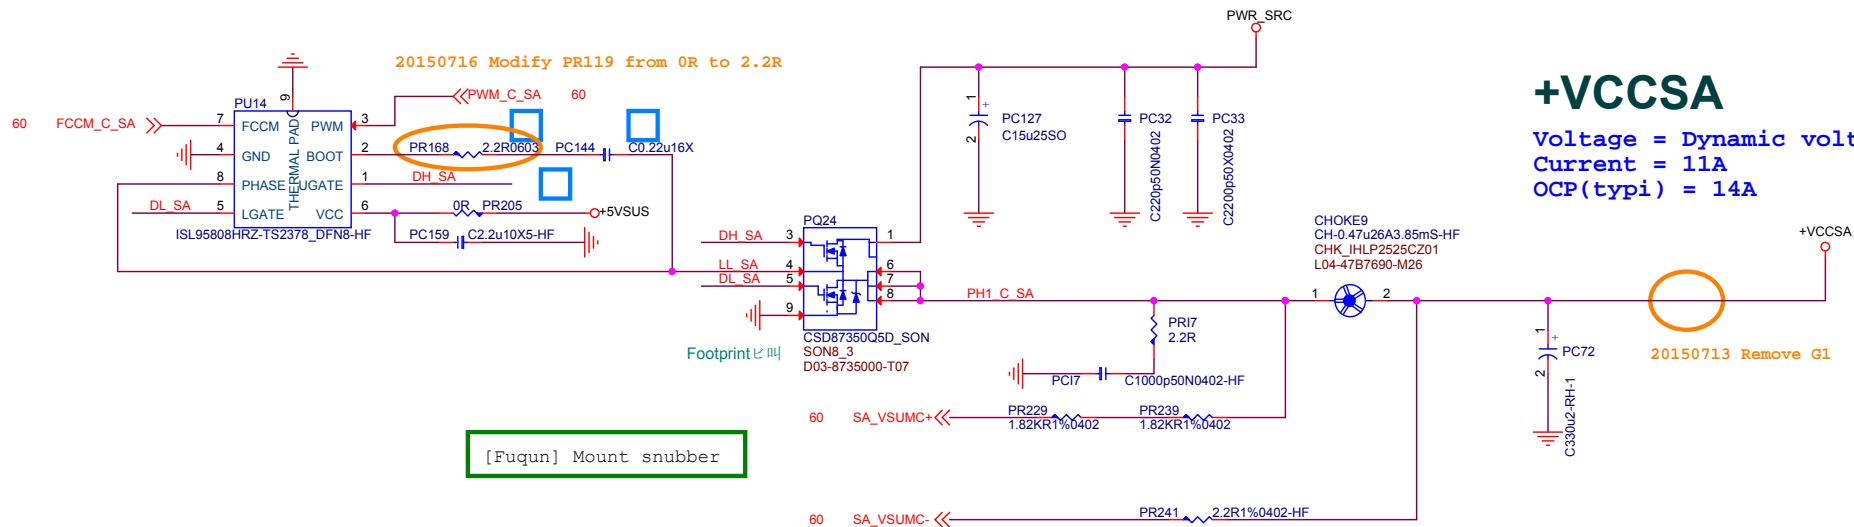 PWR_SRC
20150716 Modify PR119 from 0R to 2.2R
+VCCSA
Voltage = Dynamic volt
Current = 11A
OCP(typi) = 14A
PU14
9
60 FCCM_C_SA
7 FCCM PWM 3
PWM_C_SA 60
4 GND BOOT 2
PR168 2.2R0603 PC144 C0.22u16X
8 PHASE UGATE 1
DH_SA
THERMAL PAD
DL_SA 5 LGATE VCC 6
0R PR205 +5VSUS
ISL95808HRZ-TS2378_DFN8-HF
PC159 C2.2u10X5-HF
1 + 2
PC127
C15u25SO
PC32
C220p50N0402
PC33
C2200p50X0402
PQ24
DH_SA 3 1
LL_SA 4 6
DL_SA 5 7
8
9
PH1_C_SA
CSD87350Q5D_SON
SON8_3
D03-8735000-T07
Footprint
CHOKE9
CH-0.47u26A3.85mS-HF
CHK_IHLP2525CZ01
L04-47B7690-M26
1 2
+VCCSA
PRI7
2.2R
PCI7 C1000p50N0402-HF
1 + 2
PC72
C330u2-RH-1
20150713 Remove G1
60 SA_VSUMC+
PR229
1.82KR1%0402
PR239
1.82KR1%0402
[Fuqun] Mount snubber
60 SA_VSUMC-
PR241 2.2R1%0402-HF